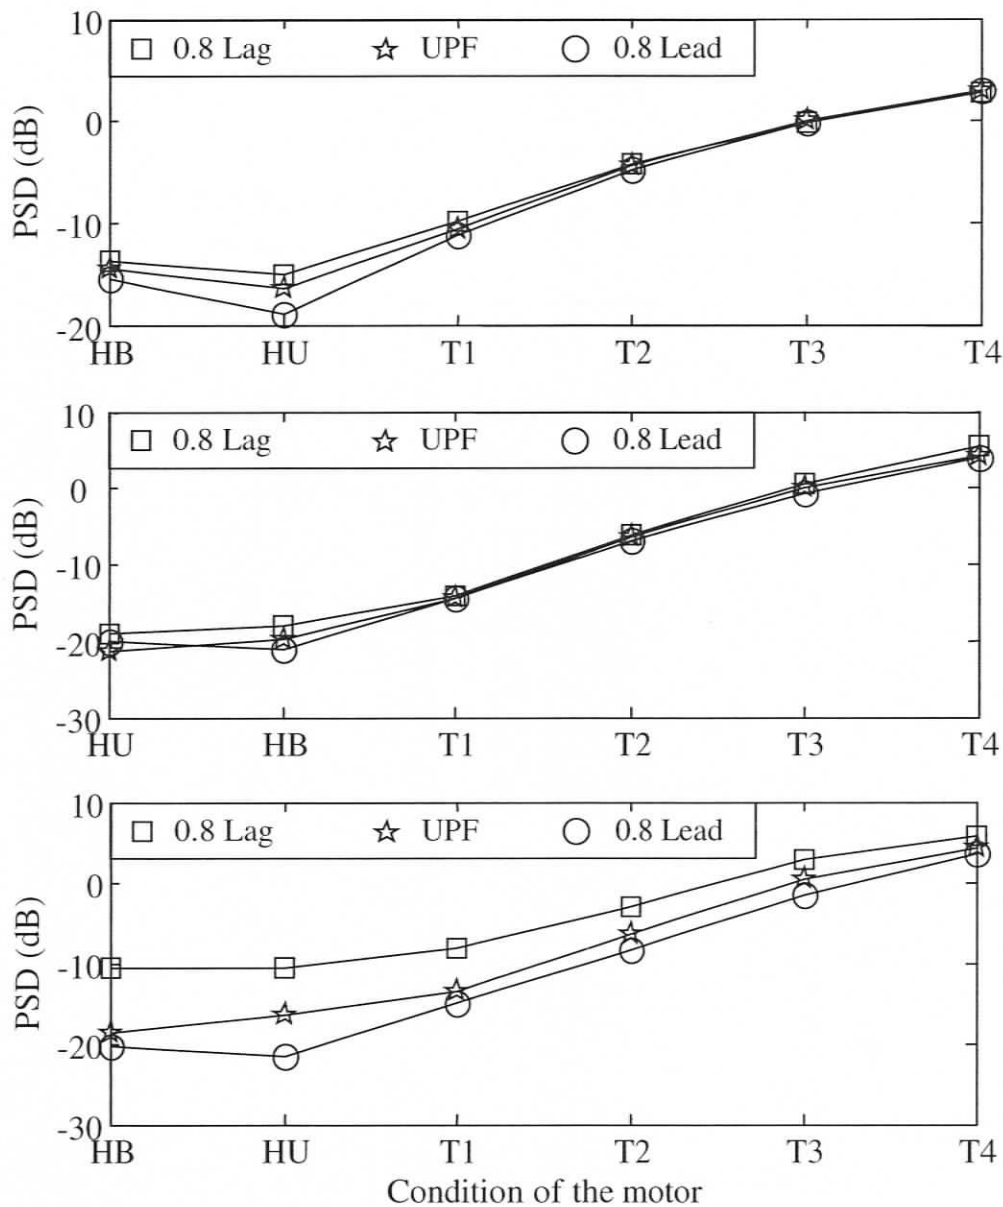 10
0.8 Lag UPF 0.8 Lead
0
PSD (dB)
-10
-20
HB HU T1 T2 T3 T4
10
0.8 Lag UPF 0.8 Lead
0
PSD (dB)
-10
-20
-30
HU HB T1 T2 T3 T4
10
0.8 Lag UPF 0.8 Lead
0
PSD (dB)
-10
-20
-30
HB HU T1 T2 T3 T4
Condition of the motor